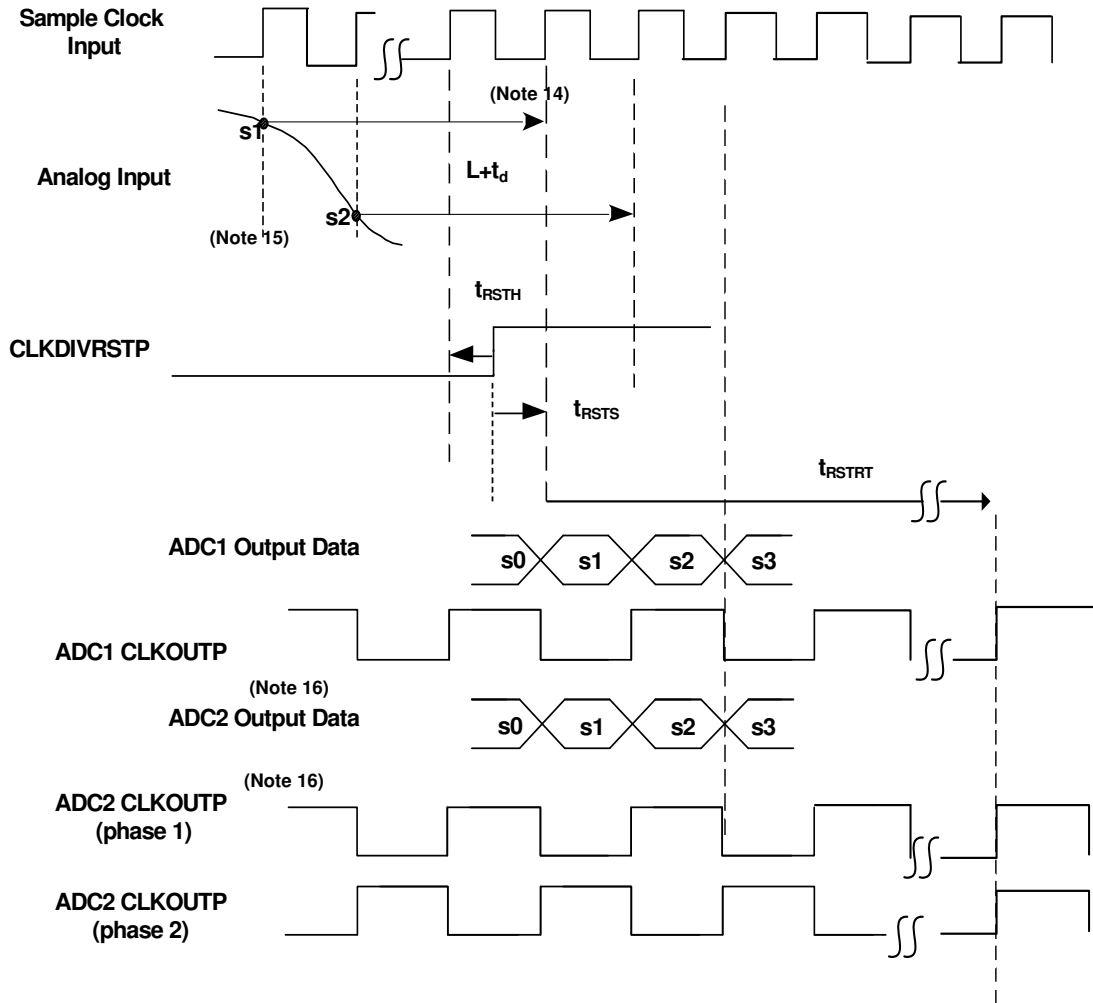 Sample Clock
Input
(Note 14)
s1
L+td
Analog Input
s2
(Note 15)
tRSTH
CLKDIVRSTP
tRSTS
tRSTRT
ADC1 Output Data
s0 s1 s2 s3
ADC1 CLKOUTP
(Note 16)
ADC2 Output Data
s0 s1 s2 s3
(Note 16)
ADC2 CLKOUTP
(phase 1)
ADC2 CLKOUTP
(phase 2)